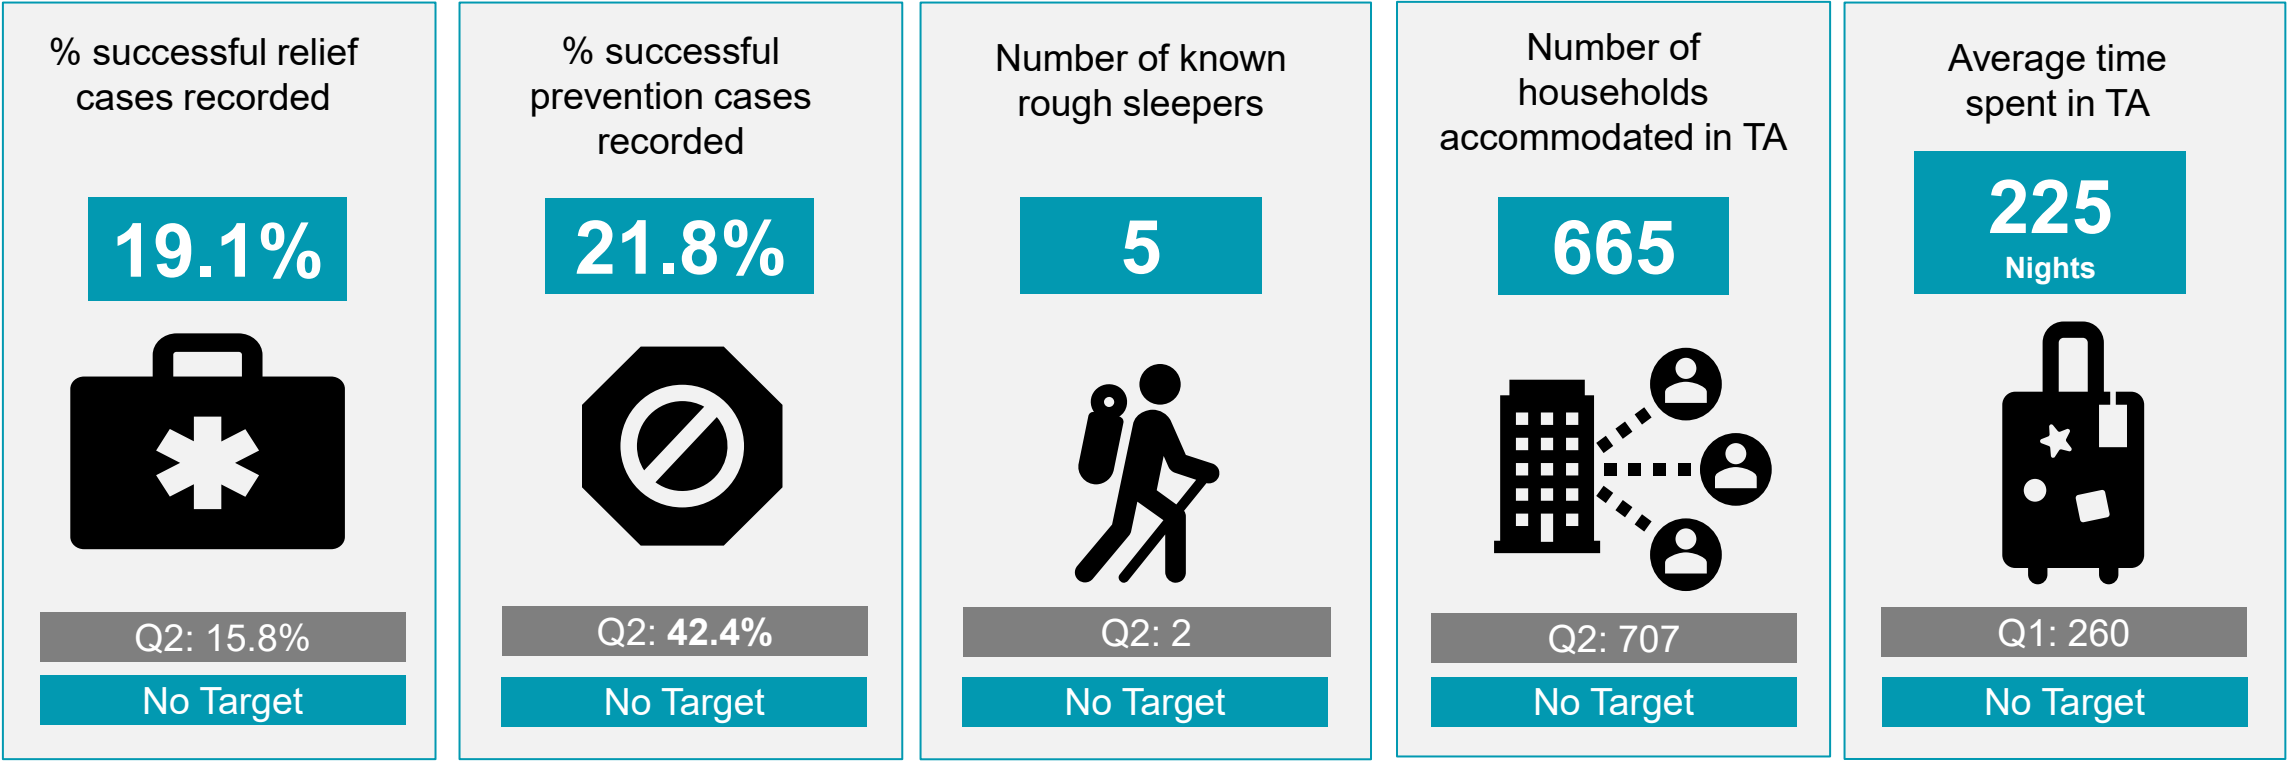 % successful relief
cases recorded
19.1%
Q2: 15.8%
No Target
% successful
prevention cases
recorded
21.8%
Q2: 42.4%
No Target
Number of known
rough sleepers
5
Q2: 2
No Target
Number of
households
accommodated in TA
665
Q2: 707
No Target
Average time
spent in TA
225
Nights
Q1: 260
No Target